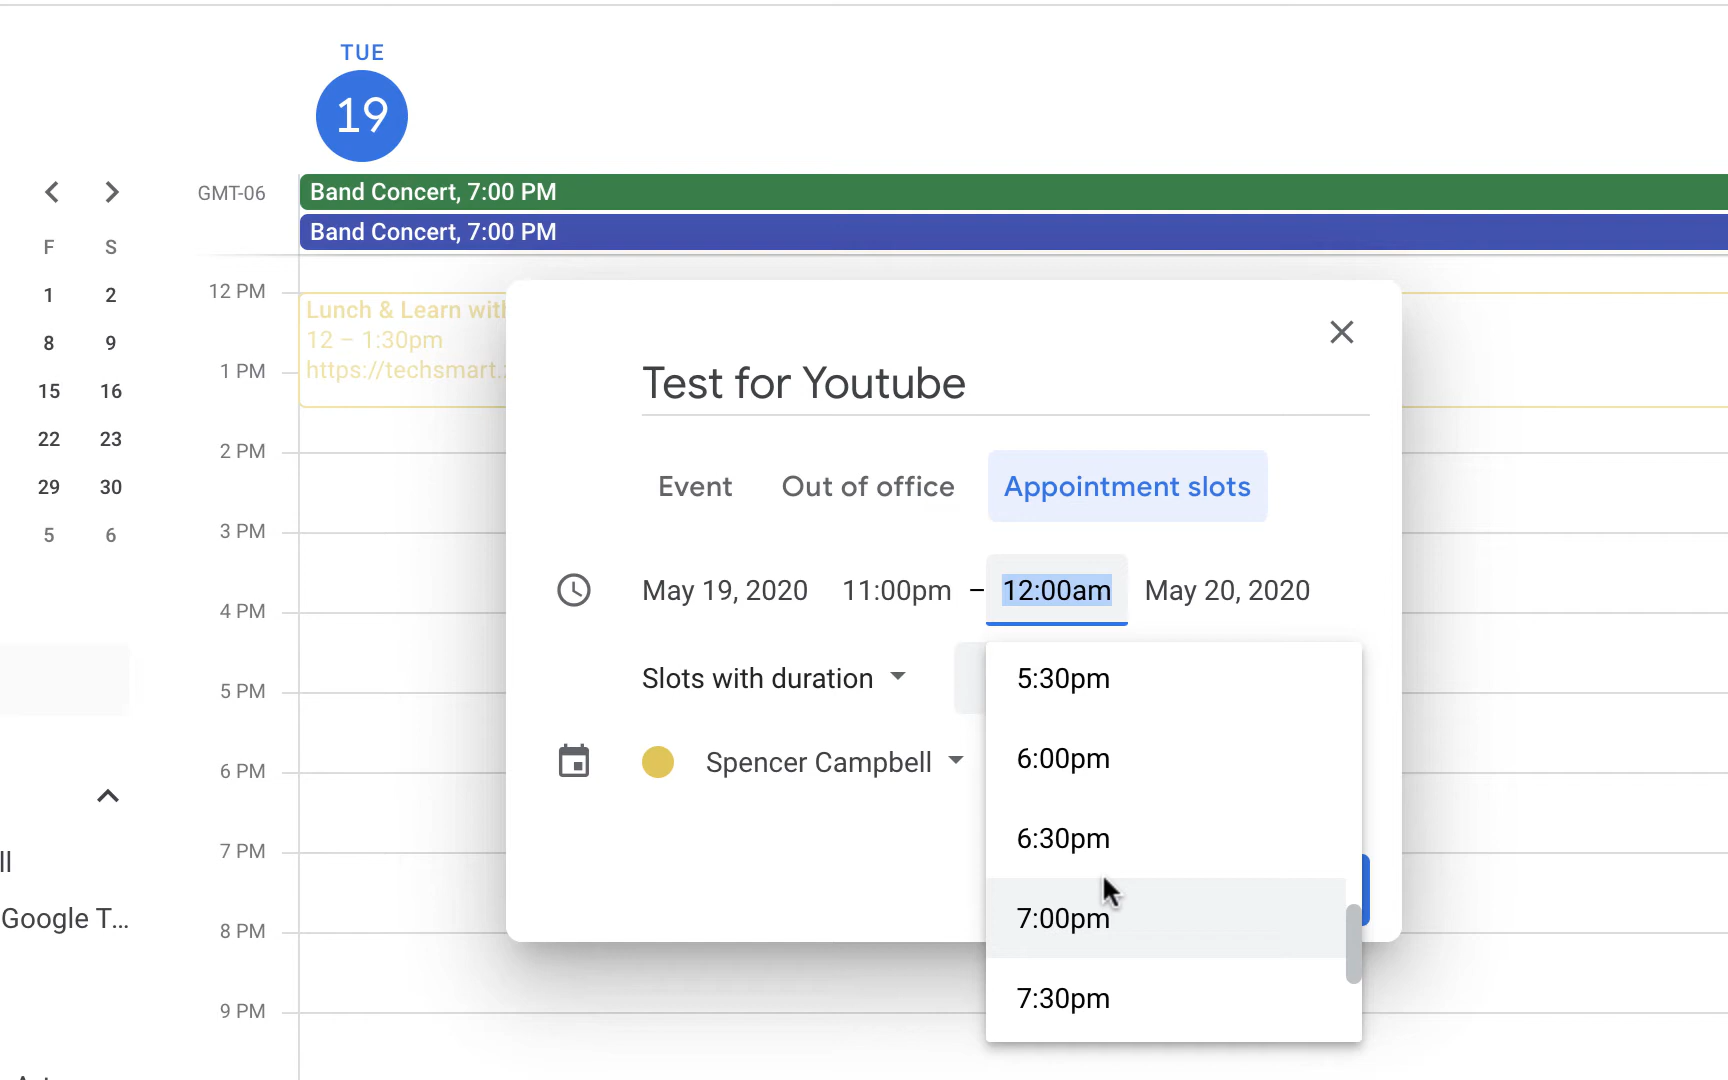 TUE
19
GMT-06
Band Concert, 7:00 PM
Band Concert, 7:00 PM
F S
1 2
8 9
15 16
22 23
29 30
5 6
ll
Google T...
12 PM
1 PM
2 PM
3 PM
4 PM
5 PM
6 PM
7 PM
8 PM
9 PM
Lunch & Learn with
12 – 1:30pm
https://techsmart.
Test for Youtube
Event Out of office Appointment slots
May 19, 2020 11:00pm – 12:00am May 20, 2020
Slots with duration
Spencer Campbell
5:30pm
6:00pm
6:30pm
7:00pm
7:30pm